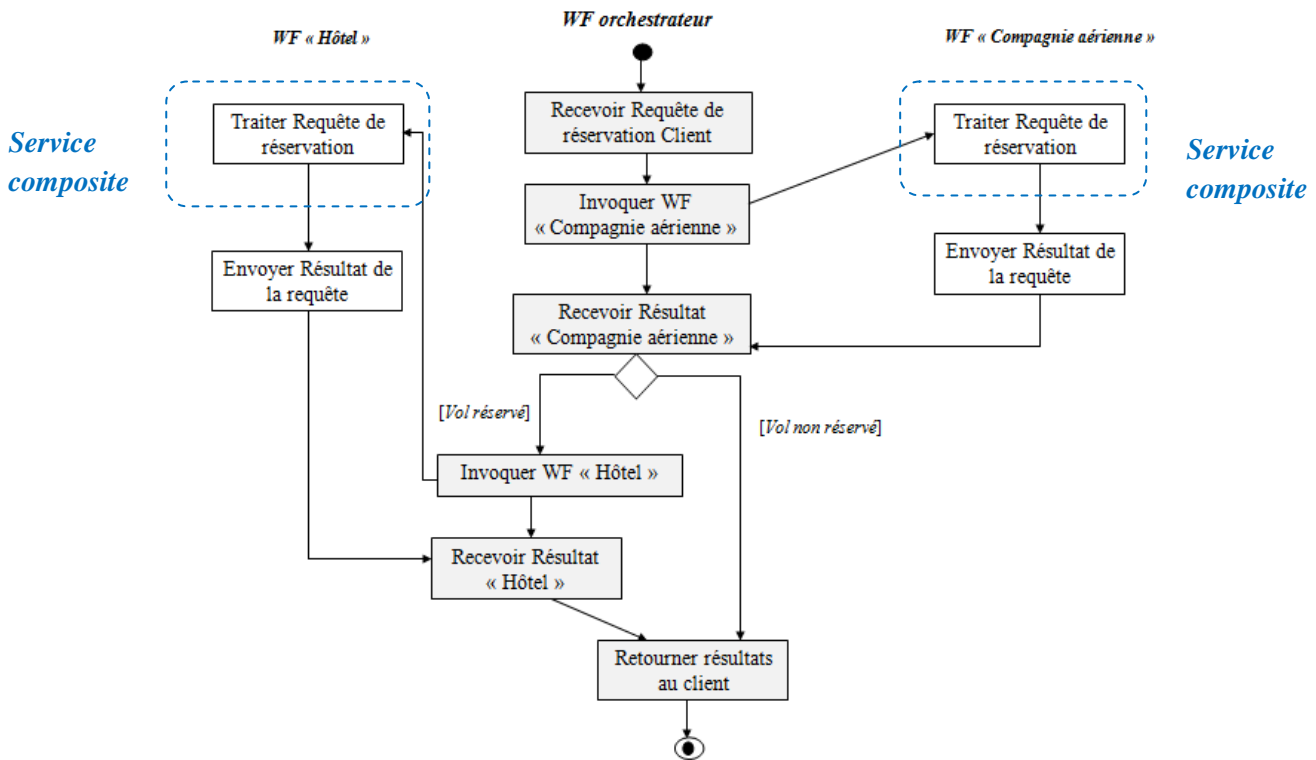 WF orchestrateur
WF « Hôtel »
WF « Compagnie aérienne »
Service
composite
Traiter Requête de
réservation
Recevoir Requête de
réservation Client
Traiter Requête de
réservation
Service
composite
Invoquer WF
« Compagnie aérienne »
Envoyer Résultat de
la requête
Envoyer Résultat de
la requête
Recevoir Résultat
« Compagnie aérienne »
[Vol réservé]
[Vol non réservé]
Invoquer WF « Hôtel »
Recevoir Résultat
« Hôtel »
Retourner résultats
au client